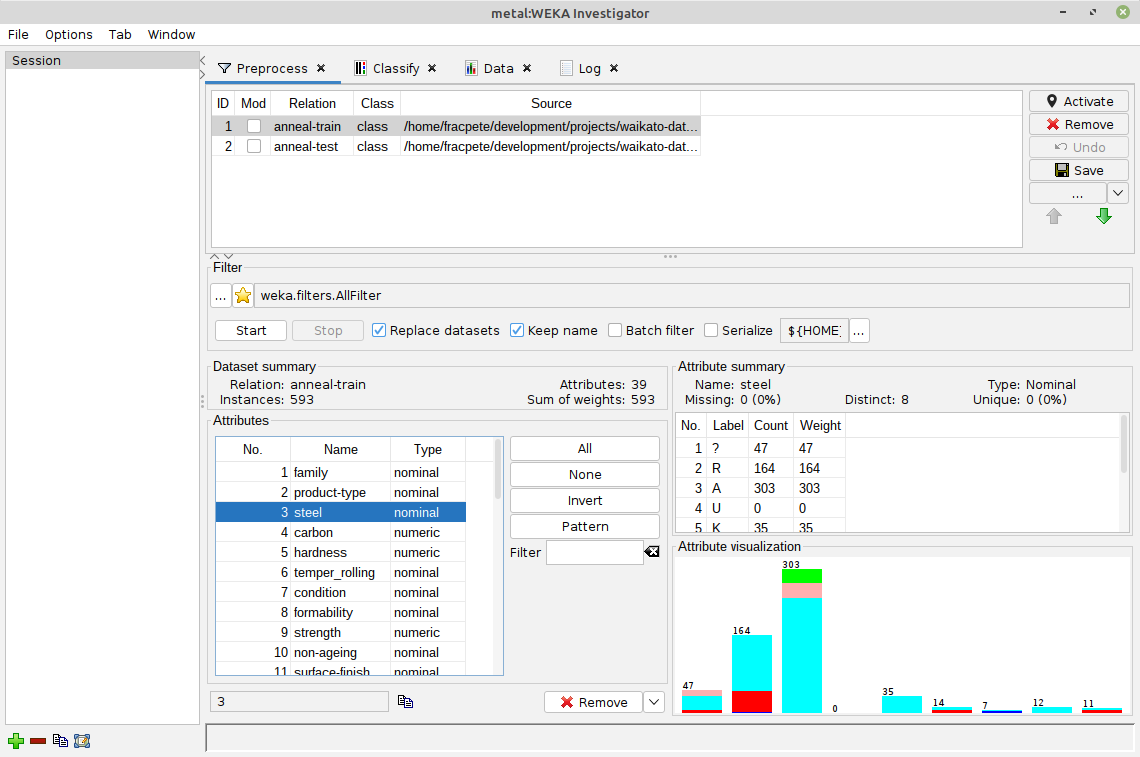 metal:WEKA Investigator
File Options Tab Window
Session
Preprocess Classify Data Log
ID Mod Relation Class Source
1 anneal-train class /home/fracpete/development/projects/waikato-dat...
2 anneal-test class /home/fracpete/development/projects/waikato-dat...
Activate
Remove
Undo
Save
...
Filter
... weka.filters.AllFilter
Start Stop Replace datasets Keep name Batch filter Serialize ${HOME} ...
Dataset summary
Relation: anneal-train Attributes: 39
Instances: 593 Sum of weights: 593
Attributes
No. Name Type
1 family nominal
2 product-type nominal
3 steel nominal
4 carbon numeric
5 hardness numeric
6 temper_rolling nominal
7 condition nominal
8 formability nominal
9 strength numeric
10 non-ageing nominal
11 surface-finish nominal
All
None
Invert
Pattern
Filter
3
Remove
Attribute summary
Name: steel Type: Nominal
Missing: 0 (0%) Distinct: 8 Unique: 0 (0%)
No. Label Count Weight
1 ? 47 47
2 R 164 164
3 A 303 303
4 U 0 0
5 K 35 35
Attribute visualization
303
164
47
0
35
14
7
12
11